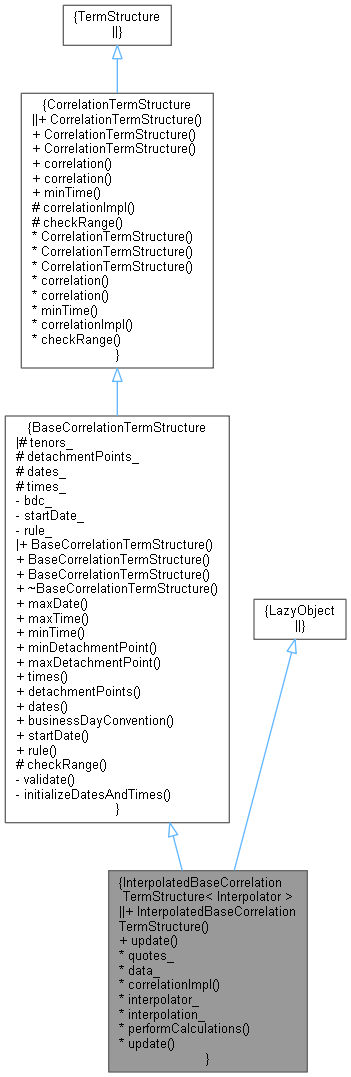 {TermStructure
||}
{CorrelationTermStructure
||+ CorrelationTermStructure()
+ CorrelationTermStructure()
+ CorrelationTermStructure()
+ correlation()
+ correlation()
+ minTime()
# correlationImpl()
# checkRange()
* CorrelationTermStructure()
* CorrelationTermStructure()
* CorrelationTermStructure()
* correlation()
* correlation()
* minTime()
* correlationImpl()
* checkRange()
}
{BaseCorrelationTermStructure
|# tenors_
# detachmentPoints_
# dates_
# times_
- bdc_
- startDate_
- rule_
|+ BaseCorrelationTermStructure()
+ BaseCorrelationTermStructure()
+ BaseCorrelationTermStructure()
+ ~BaseCorrelationTermStructure()
+ maxDate()
+ maxTime()
+ minTime()
+ minDetachmentPoint()
+ maxDetachmentPoint()
+ times()
+ detachmentPoints()
+ dates()
+ businessDayConvention()
+ startDate()
+ rule()
# checkRange()
- validate()
- initializeDatesAndTimes()
}
{LazyObject
||}
{InterpolatedBaseCorrelation
TermStructure< Interpolator >
||+ InterpolatedBaseCorrelation
TermStructure()
+ update()
* quotes_
* data_
* correlationImpl()
* interpolator_
* interpolation_
* performCalculations()
* update()
}